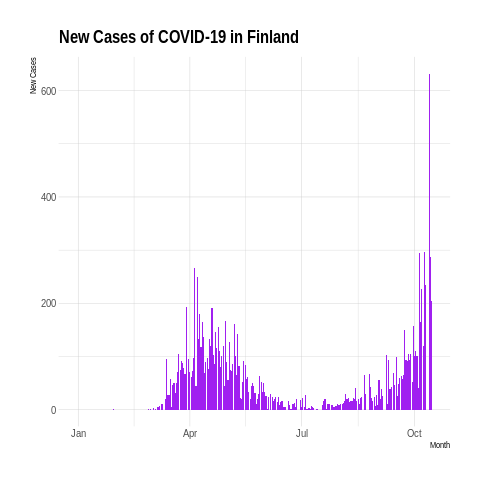 New Cases of COVID-19 in Finland
New Cases
600
400
200
0
Jan Apr Jul Oct
Month